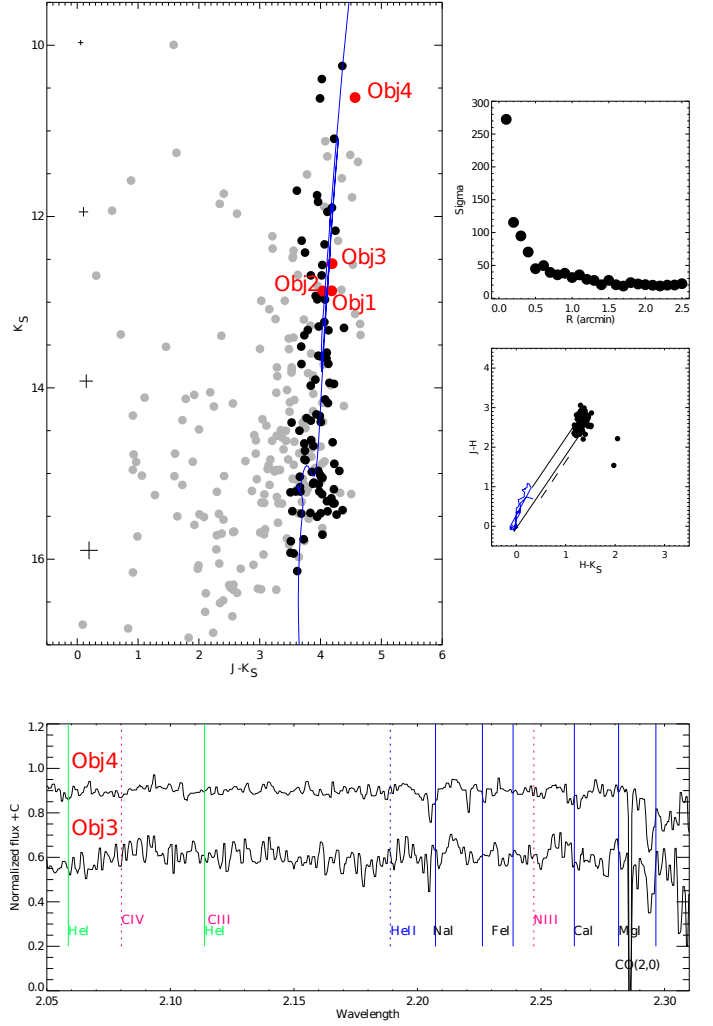 10
12
14
16
K_S
Obj4
Obj3
Obj2
Obj1
0 1 2 3 4 5 6
J-K_S
300
250
200
150
100
50
0
Sigma
0.0 0.5 1.0 1.5 2.0 2.5
R (arcmin)
4
3
2
1
0
J-H
0 1 2 3
H-K_S
1.2
1.0
0.8
0.6
0.4
0.2
0.0
Normalized flux +C
Obj4
Obj3
HeI
CIV
CIII
HeI
HeII
NaI
FeI
NIII
CaI
MgI
CO(2,0)
2.05 2.10 2.15 2.20 2.25 2.30
Wavelength